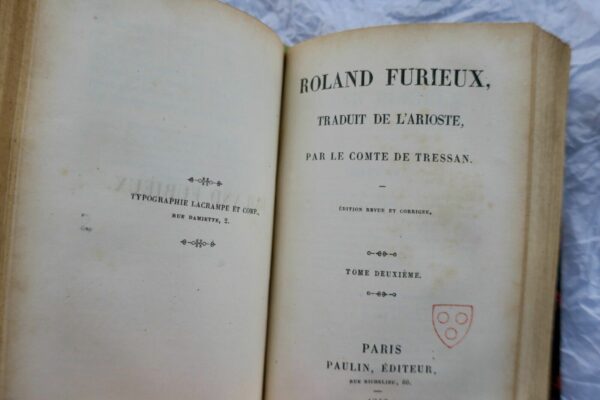 TYPOGRAPHIE LACRAMPE ET COMP.,
RUE DAMIETTE, 2.
ROLAND FURIEUX,
TRADUIT DE L'ARIOSTE,
PAR LE COMTE DE TRESSAN.
ÉDITION REVUE ET CORRIGÉE,
TOME DEUXIÈME.
PARIS
PAULIN, ÉDITEUR,
RUE RICHELIEU, 60.